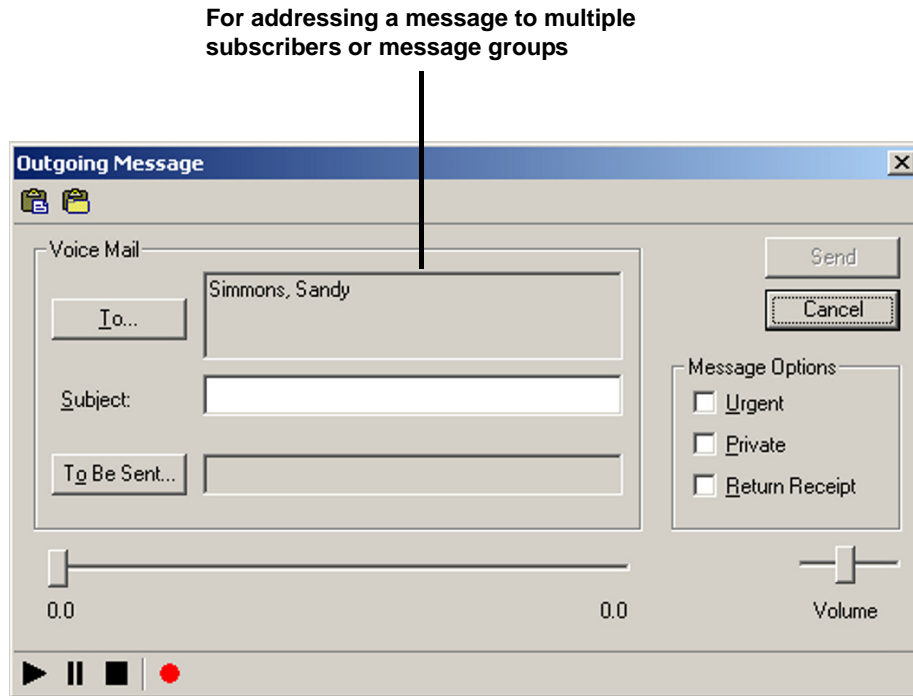 For addressing a message to multiple
subscribers or message groups
Outgoing Message
Voice Mail
To...
Simmons, Sandy
Subject:
To Be Sent...
Send
Cancel
Message Options
Urgent
Private
Return Receipt
0.0
0.0
Volume